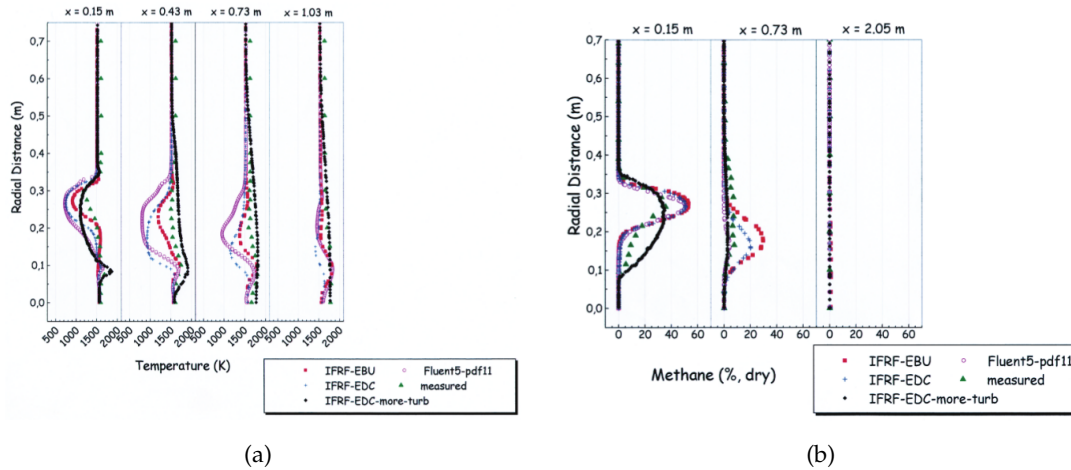 x = 0.15 m x = 0.43 m x = 0.73 m x = 1.03 m
0,7
0,6
0,5
0,4
0,3
0,2
0,1
0,0
Radial Distance (m)
500 1000 1500 2000 500 1000 1500 2000 500 1000 1500 2000 500 1000 1500 2000
Temperature (K)
IFRF-EBU Fluent5-pdf11
IFRF-EDC measured
IFRF-EDC-more-turb
(a)
x = 0.15 m x = 0.73 m x = 2.05 m
0,7
0,6
0,5
0,4
0,3
0,2
0,1
0,0
Radial Distance (m)
0 20 40 60 0 20 40 60 0 20 40 60
Methane (%, dry)
IFRF-EBU Fluent5-pdf11
IFRF-EDC measured
IFRF-EDC-more-turb
(b)